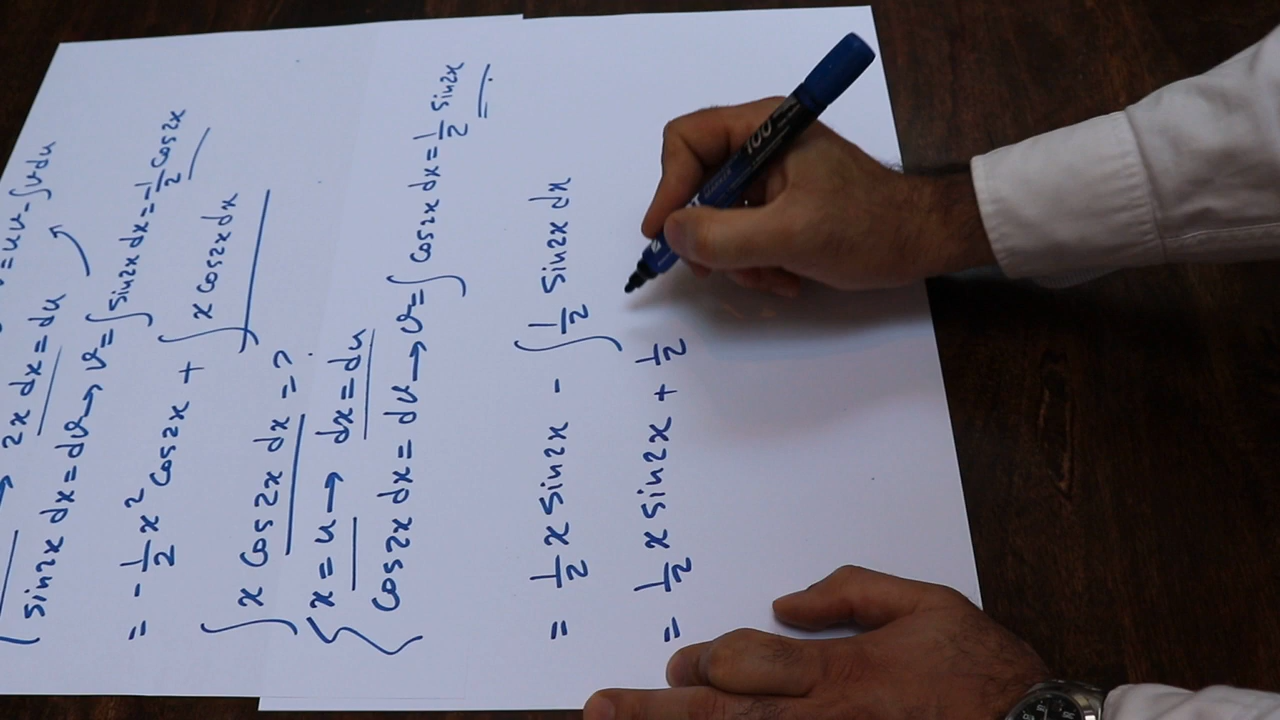 = uv - ∫vdu
2x dx = du
sin2x dx = dv → v = ∫sin2x dx = -1/2 cos2x
= -1/2 x² cos2x + ∫x cos2x dx
∫x cos2x dx = ?
{ x = u → dx = du
cos2x dx = dv → v = ∫cos2x dx = 1/2 sin2x
= 1/2 x sin2x - ∫1/2 sin2x dx
= 1/2 x sin2x + 1/2
100